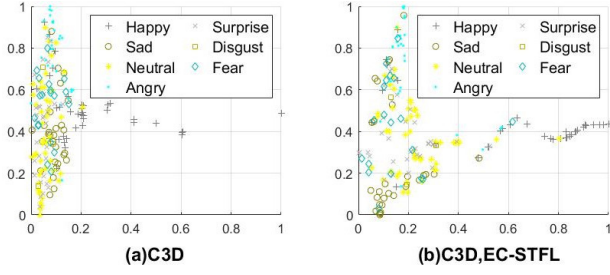 1
0.8
0.6
0.4
0.2
0
0 0.2 0.4 0.6 0.8 1
Happy Surprise
Sad Disgust
Neutral Fear
Angry
(a)C3D
1
0.8
0.6
0.4
0.2
0
0 0.2 0.4 0.6 0.8 1
Happy Surprise
Sad Disgust
Neutral Fear
Angry
(b)C3D,EC-STFL